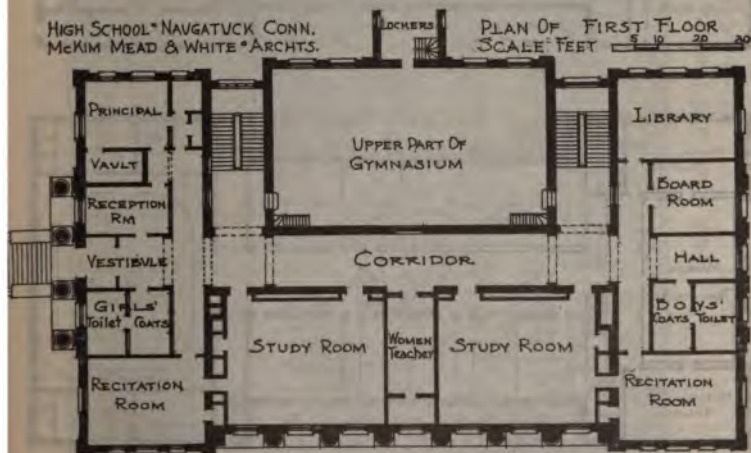 HIGH SCHOOL • NAUGATUCK CONN.
MCKIM MEAD & WHITE • ARCHTS.
LOCKERS
PLAN OF FIRST FLOOR
SCALE: FEET
5 10 20 30
PRINCIPAL
VAULT
RECEPTION
RM
VESTIBULE
GIRLS'
TOILET COATS
RECITATION
ROOM
UPPER PART OF
GYMNASIUM
CORRIDOR
STUDY ROOM
WOMEN
TEACHER
STUDY ROOM
LIBRARY
BOARD
ROOM
HALL
BOYS'
COATS TOILET
RECITATION
ROOM